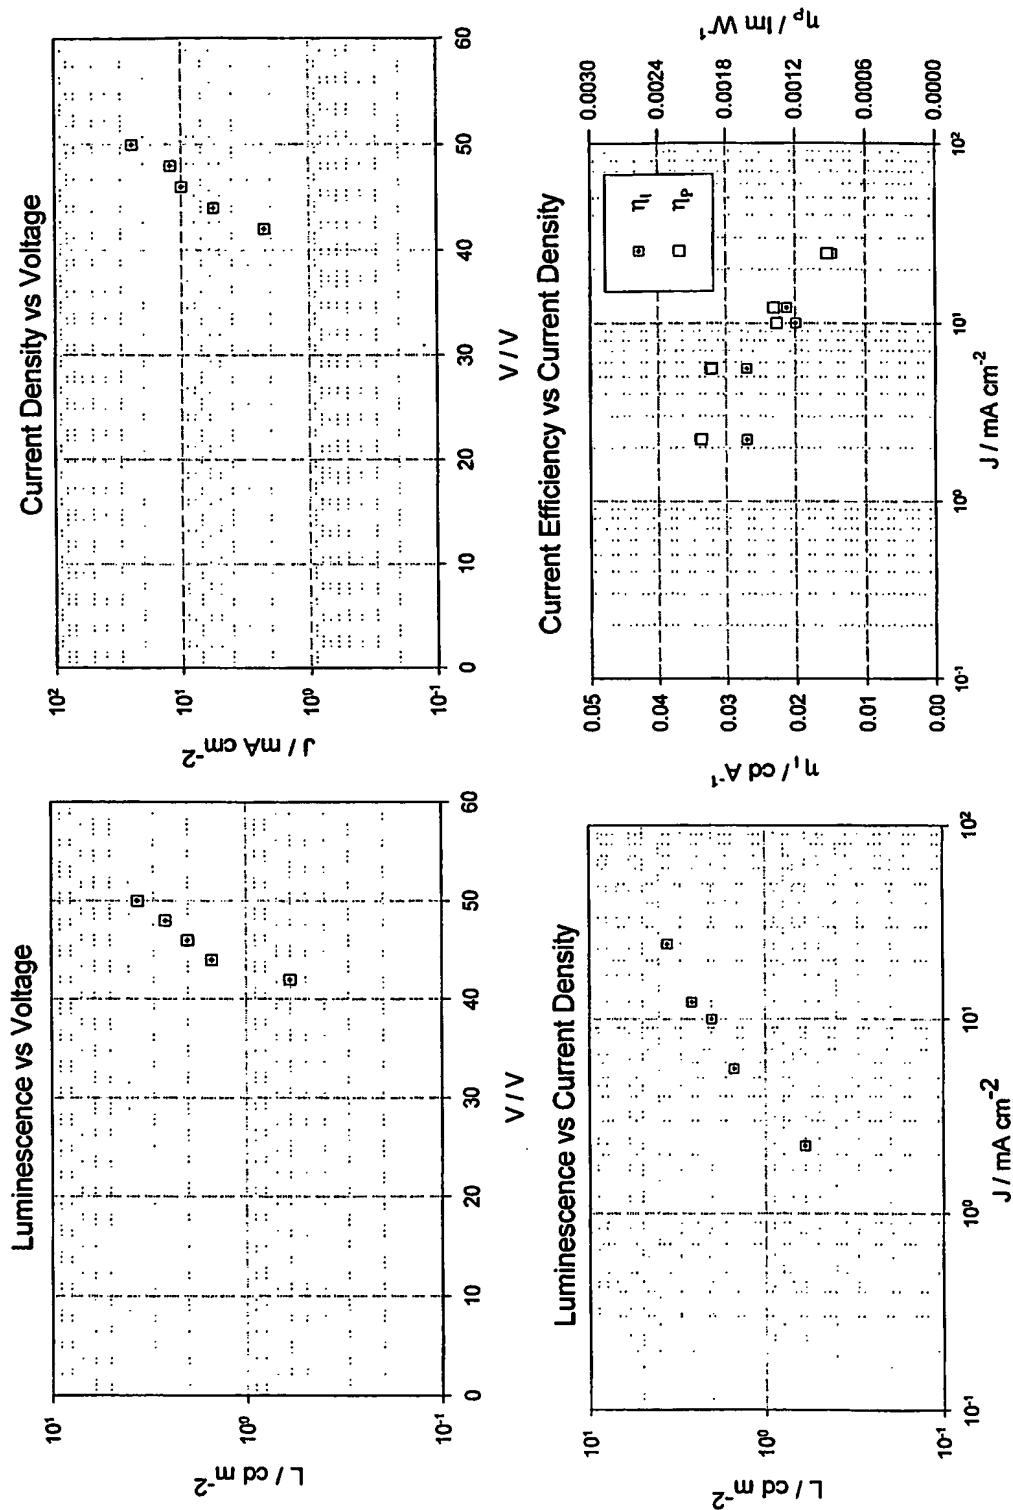 Luminescence vs Voltage
L / cd m⁻²
10¹
10⁰
10⁻¹
0
10
20
30
40
50
60
V / V
Current Density vs Voltage
J / mA cm⁻²
10²
10¹
10⁰
10⁻¹
0
10
20
30
40
50
60
V / V
Luminescence vs Current Density
L / cd m⁻²
10¹
10⁰
10⁻¹
10⁻¹
10⁰
10¹
10²
J / mA cm⁻²
Current Efficiency vs Current Density
η_I / cd A⁻¹
0.05
0.04
0.03
0.02
0.01
0.00
10⁻¹
10⁰
10¹
10²
J / mA cm⁻²
η_I
η_P
0.0030
0.0024
0.0018
0.0012
0.0006
0.0000
η_P / lm W⁻¹